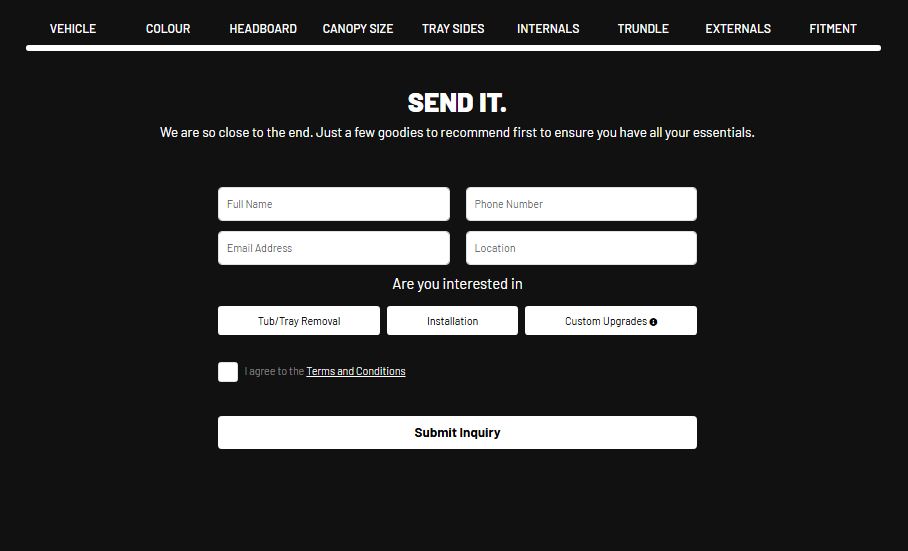 VEHICLE COLOUR HEADBOARD CANOPY SIZE TRAY SIDES INTERNALS TRUNDLE EXTERNALS FITMENT
SEND IT.
We are so close to the end. Just a few goodies to recommend first to ensure you have all your essentials.
Full Name Phone Number
Email Address Location
Are you interested in
Tub/Tray Removal Installation Custom Upgrades
I agree to the Terms and Conditions
Submit Inquiry